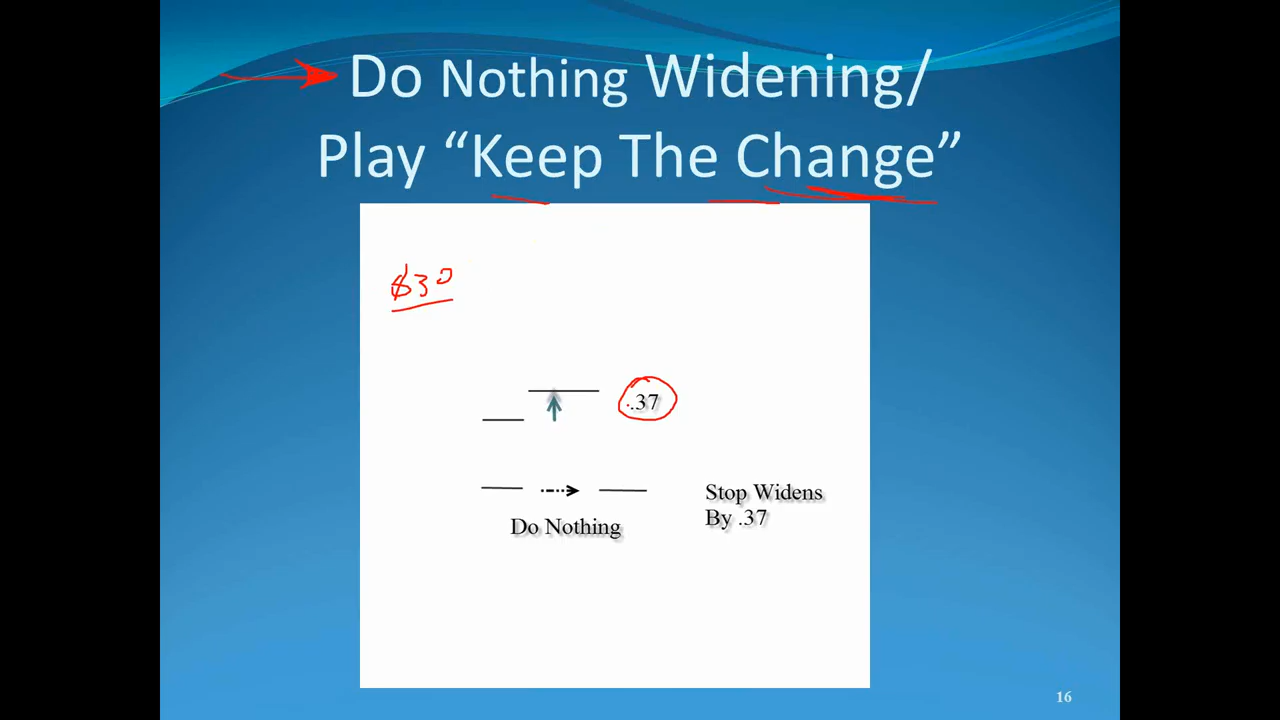 Do Nothing Widening/
Play “Keep The Change”
$30
.37
Stop Widens
By .37
Do Nothing
16